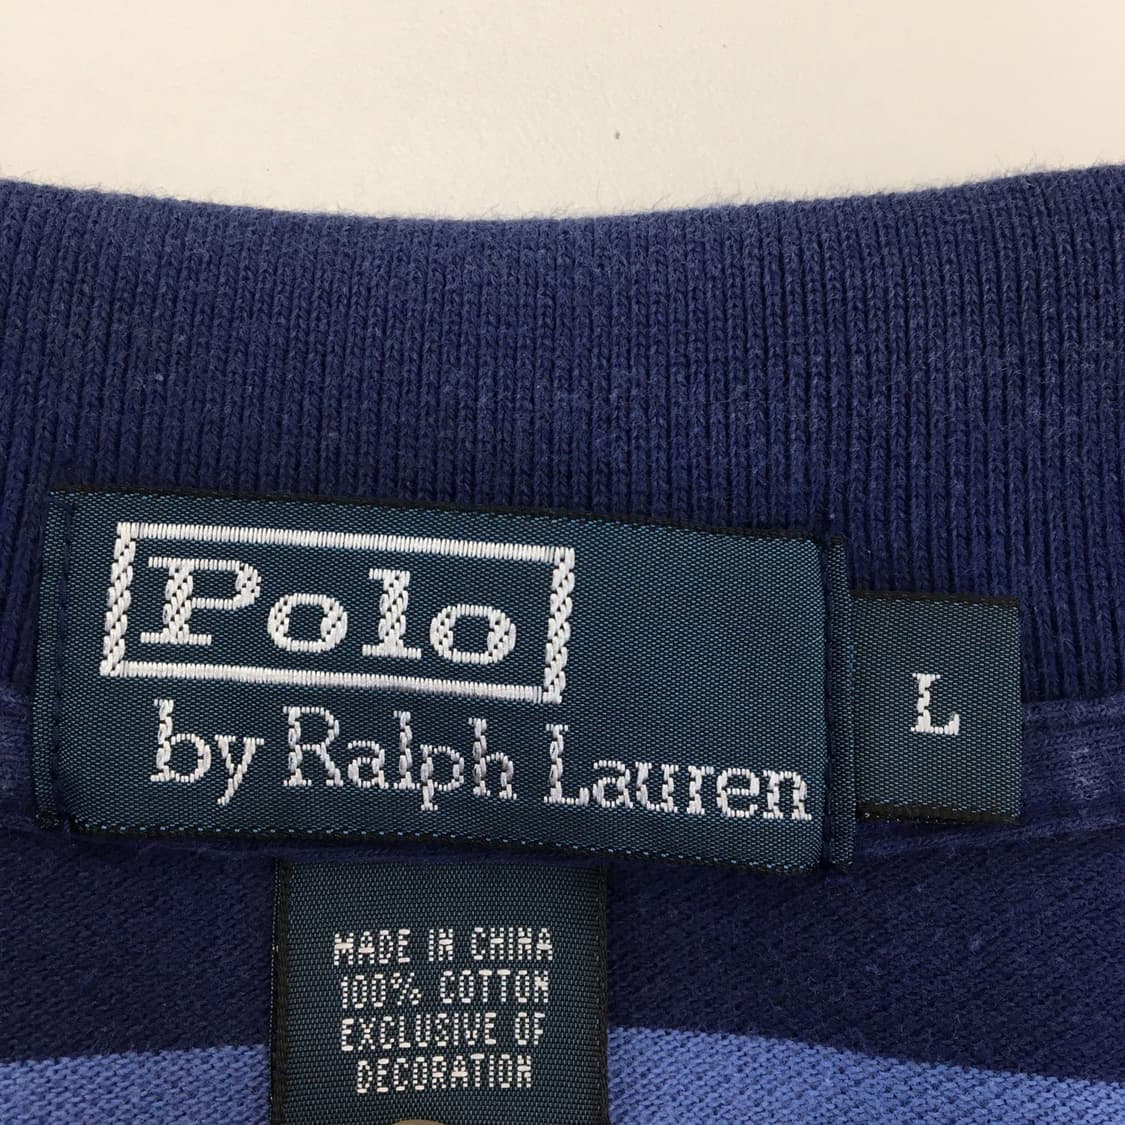 Polo
by Ralph Lauren
L
MADE IN CHINA
100% COTTON
EXCLUSIVE OF
DECORATION